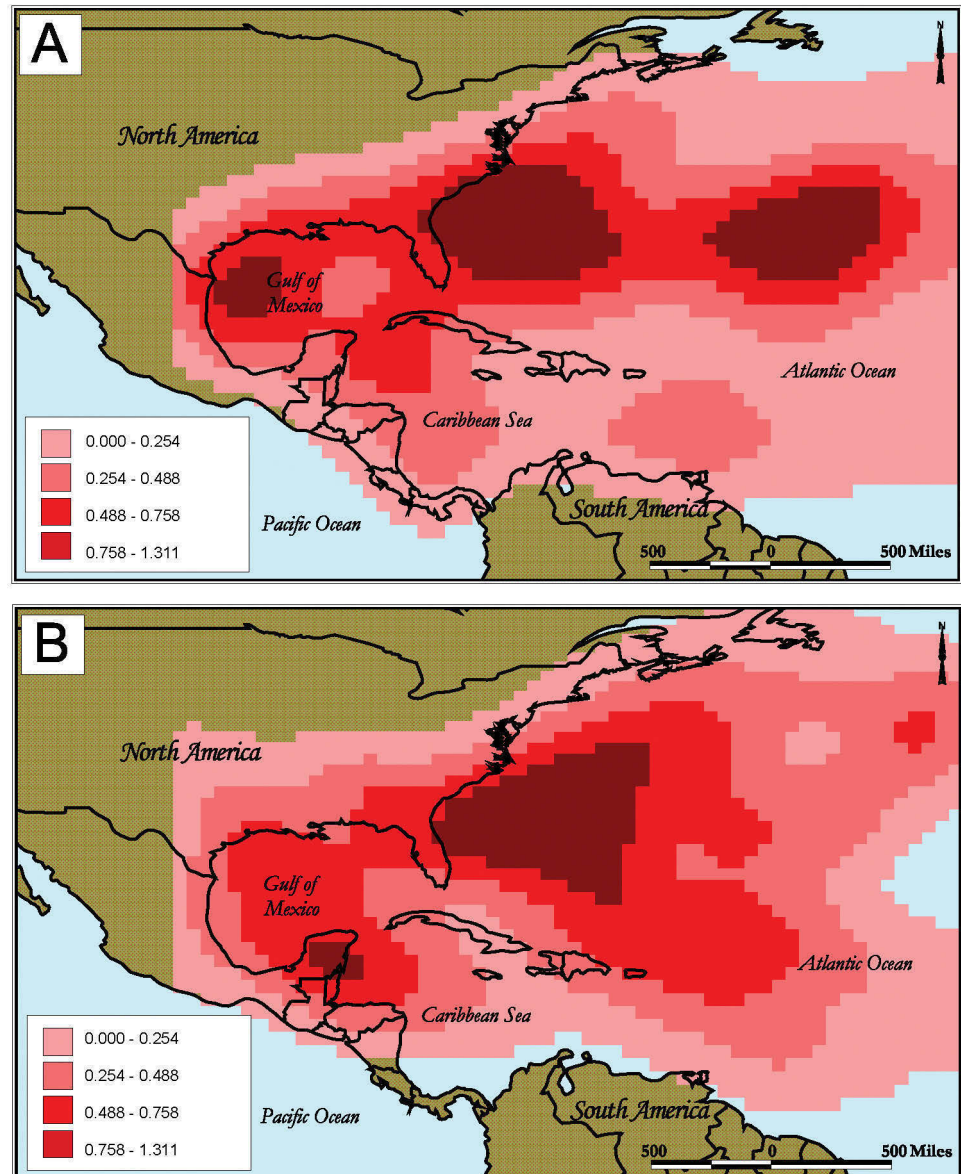 A
N
North America
Gulf of
Mexico
Atlantic Ocean
Caribbean Sea
0.000 - 0.254
0.254 - 0.488
0.488 - 0.758
0.758 - 1.311
Pacific Ocean
South America
500 0 500 Miles
B
N
North America
Gulf of
Mexico
Atlantic Ocean
Caribbean Sea
0.000 - 0.254
0.254 - 0.488
0.488 - 0.758
0.758 - 1.311
Pacific Ocean
South America
500 0 500 Miles